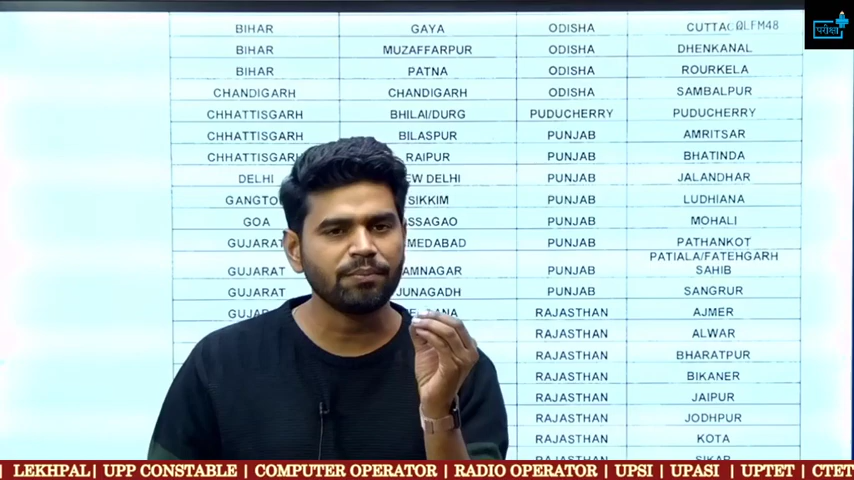 BIHAR GAYA ODISHA QLFM48
BIHAR MUZAFFARPUR ODISHA DHENKANAL
BIHAR PATNA ODISHA ROURKELA
CHANDIGARH CHANDIGARH ODISHA SAMBALPUR
CHHATTISGARH BHILAI/DURG PUDUCHERRY PUDUCHERRY
CHHATTISGARH BILASPUR PUNJAB AMRITSAR
RAIPUR PUNJAB BHATINDA
DELHI PUNJAB JALANDHAR
SIKKIM PUNJAB LUDHIANA
GOA PUNJAB MOHALI
GUJARAT PUNJAB PATHANKOT
GUJARAT PUNJAB PATIALA/FATEHGARH
SAHIB
GUJARAT JUNAGADH PUNJAB SANGRUR
RAJASTHAN AJMER
RAJASTHAN ALWAR
RAJASTHAN BHARATPUR
RAJASTHAN BIKANER
RAJASTHAN JAIPUR
RAJASTHAN JODHPUR
RAJASTHAN KOTA
परीक्षा
LEKHPAL| UPP CONSTABLE | COMPUTER OPERATOR | RADIO OPERATOR | UPSI | UPASI | UPTET | CTET